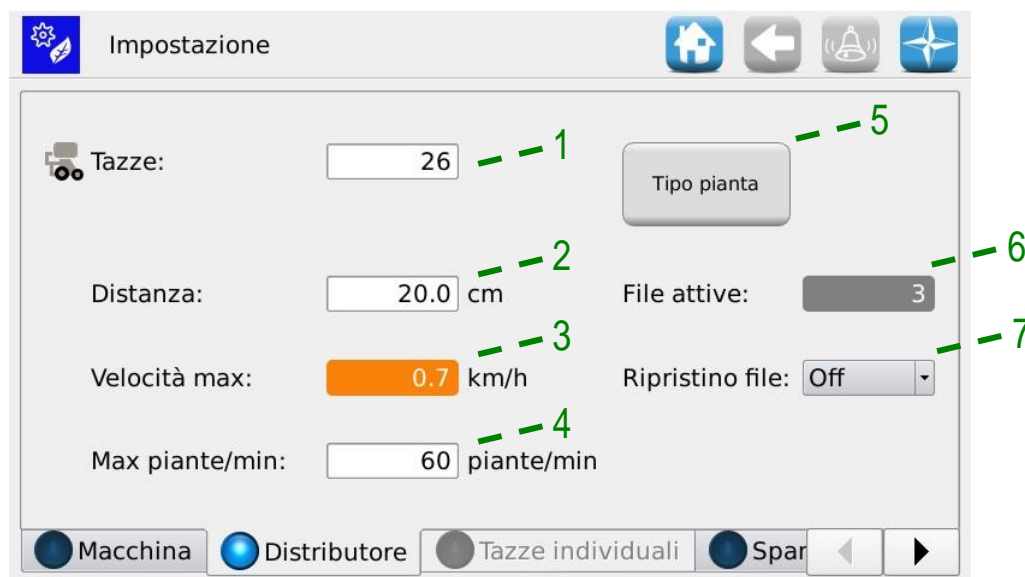 Impostazione
Tazze: 26 1
Tipo pianta 5
Distanza: 20.0 cm 2
File attive: 3 6
Velocità max: 0.7 km/h 3
Ripristino file: Off 7
Max piante/min: 60 piante/min 4
Macchina Distributore Tazze individuali Spar